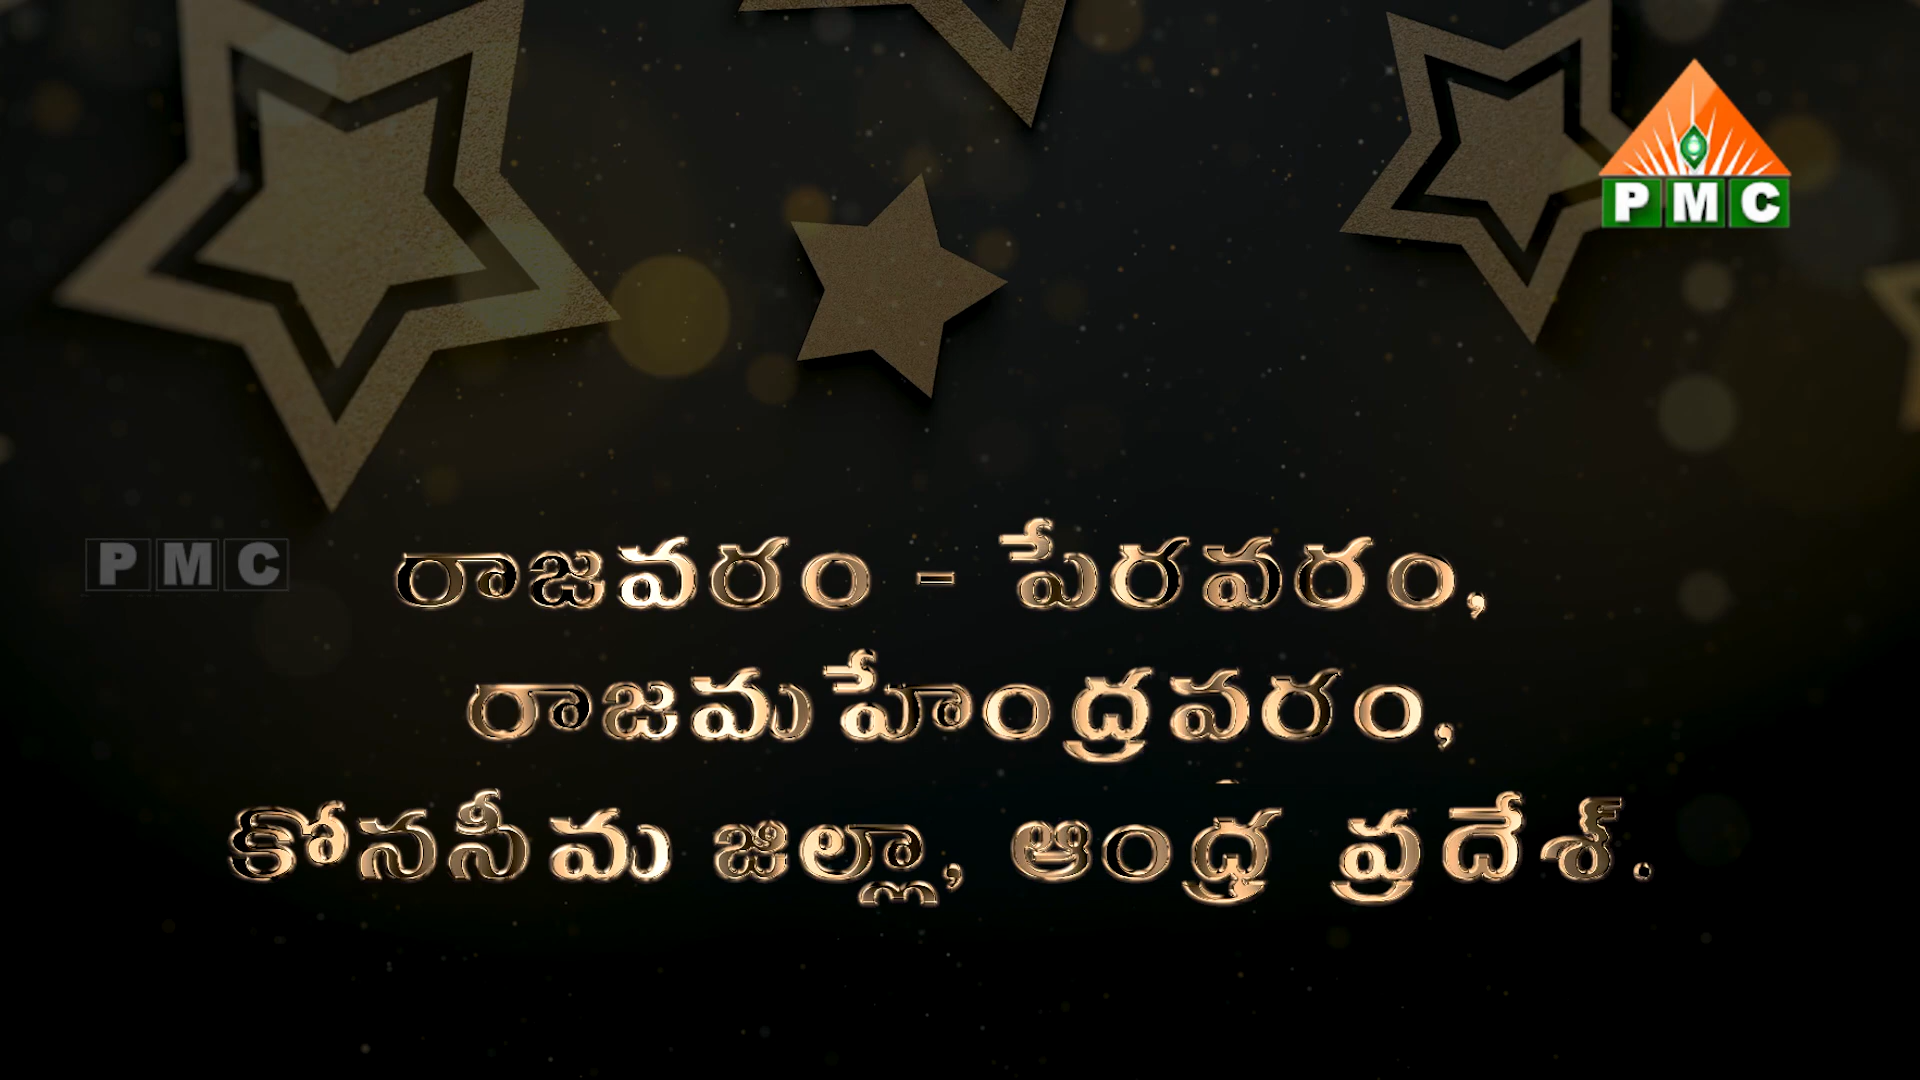 PMC
PMC
రాజవరం - పేరవరం,
రాజమహేంద్రవరం,
కోనసీమ జిల్లా, ఆంధ్ర ప్రదేశ్.